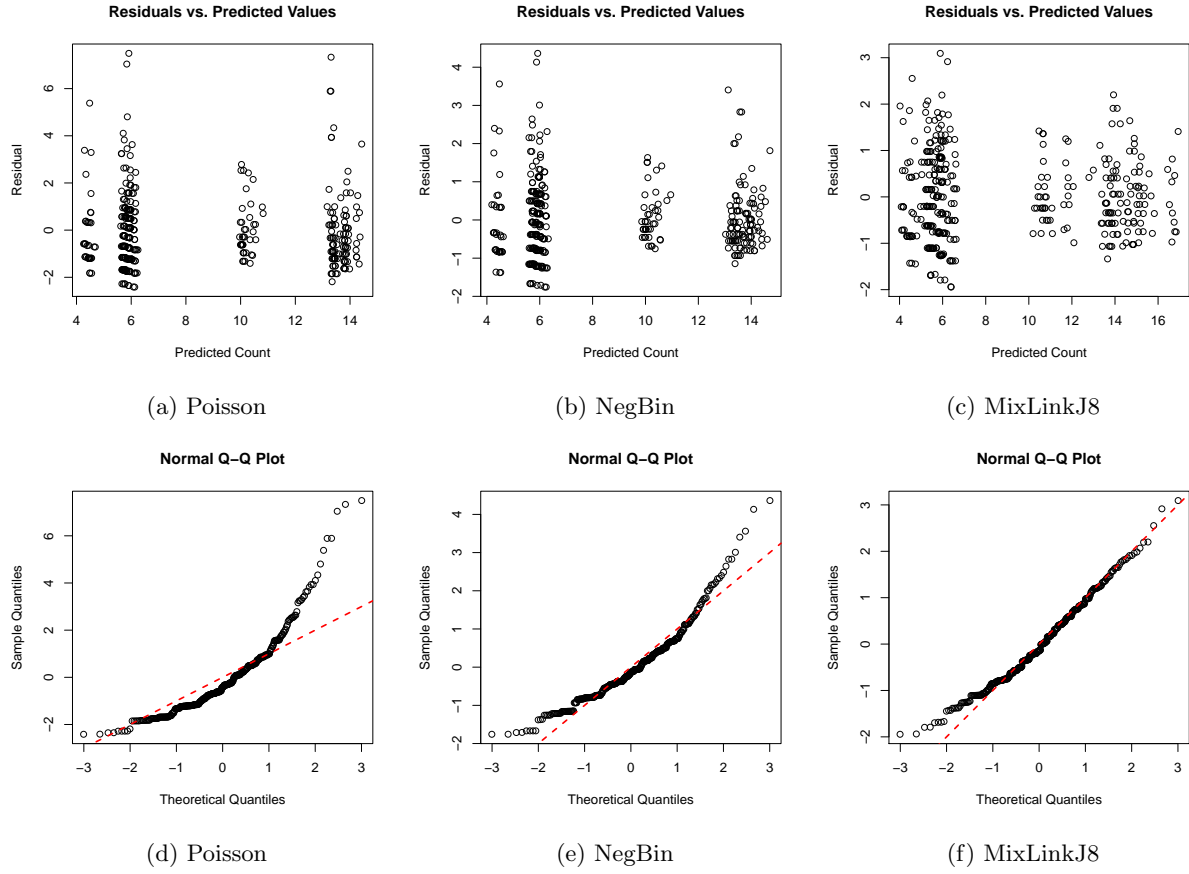 Residuals vs. Predicted Values
Residuals vs. Predicted Values
Residuals vs. Predicted Values
Residual
−2 0 2 4 6
4 6 8 10 12 14
Predicted Count
Residual
−2 −1 0 1 2 3 4
4 6 8 10 12 14
Predicted Count
Residual
−2 −1 0 1 2 3
4 6 8 10 12 14 16
Predicted Count
(a) Poisson
(b) NegBin
(c) MixLinkJ8
Normal Q−Q Plot
Normal Q−Q Plot
Normal Q−Q Plot
Sample Quantiles
−2 0 2 4 6
−3 −2 −1 0 1 2 3
Theoretical Quantiles
Sample Quantiles
−2 −1 0 1 2 3 4
−3 −2 −1 0 1 2 3
Theoretical Quantiles
Sample Quantiles
−2 −1 0 1 2 3
−3 −2 −1 0 1 2 3
Theoretical Quantiles
(d) Poisson
(e) NegBin
(f) MixLinkJ8